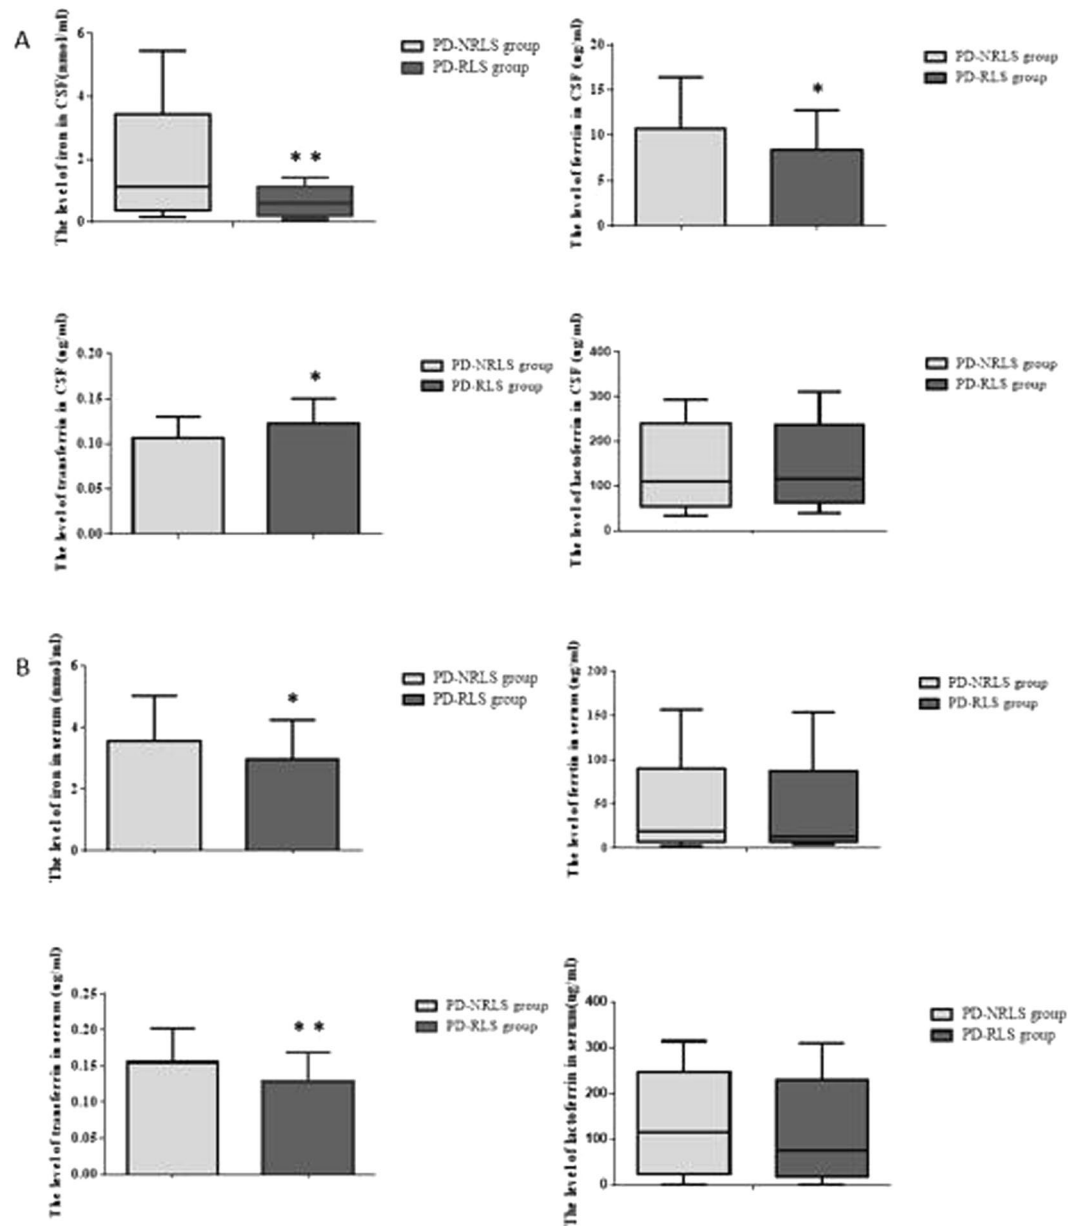 A
The level of iron in CSF(nmol/ml)
6
4
2
0
* *
PD-NRLS group
PD-RLS group
The level of ferrtin in CSF (ug/ml)
20
15
10
5
0
*
PD-NRLS group
PD-RLS group
The level of transferrin in CSF (ug/ml)
0.20
0.15
0.10
0.05
0.00
*
PD-NRLS group
PD-RLS group
The level of lactoferrin in CSF (ug/ml)
400
300
200
100
0
PD-NRLS group
PD-RLS group
B
The level of iron in serum (nmol/ml)
6
4
2
0
*
PD-NRLS group
PD-RLS group
The level of ferrtin in serum (ug/ml)
200
150
100
50
0
PD-NRLS group
PD-RLS group
The level of transferrin in serum (ug/ml)
0.25
0.20
0.15
0.10
0.05
0.00
* *
PD-NRLS group
PD-RLS group
The level of lactoferrin in serum(ug/ml)
400
300
200
100
0
PD-NRLS group
PD-RLS group